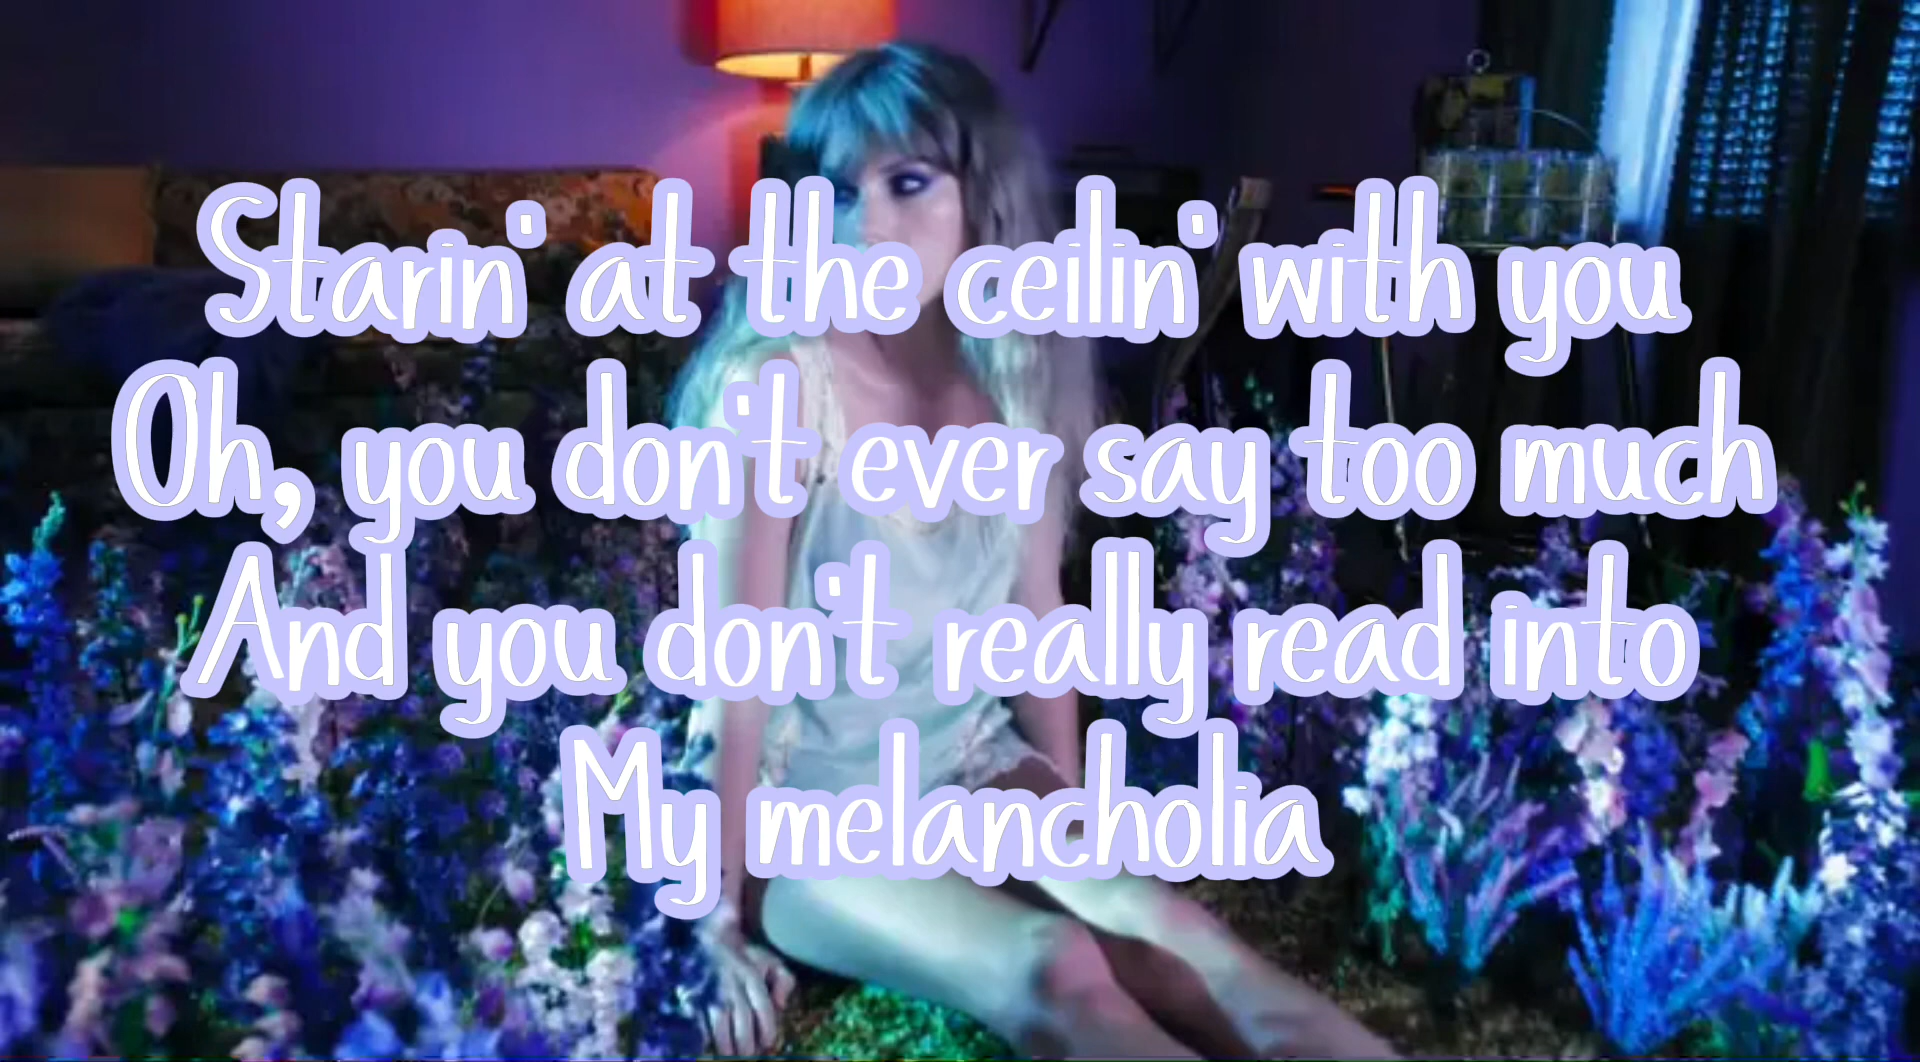 Starin' at the ceilin' with you
Oh, you don't ever say too much
And you don't really read into
My melancholia